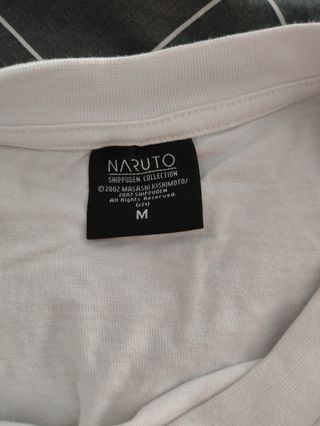 NARUTO
SHIPPUDEN COLLECTION
©2002 MASASHI KISHIMOTO/
2007 SHIPPUDEN
All Rights Reserved.
M